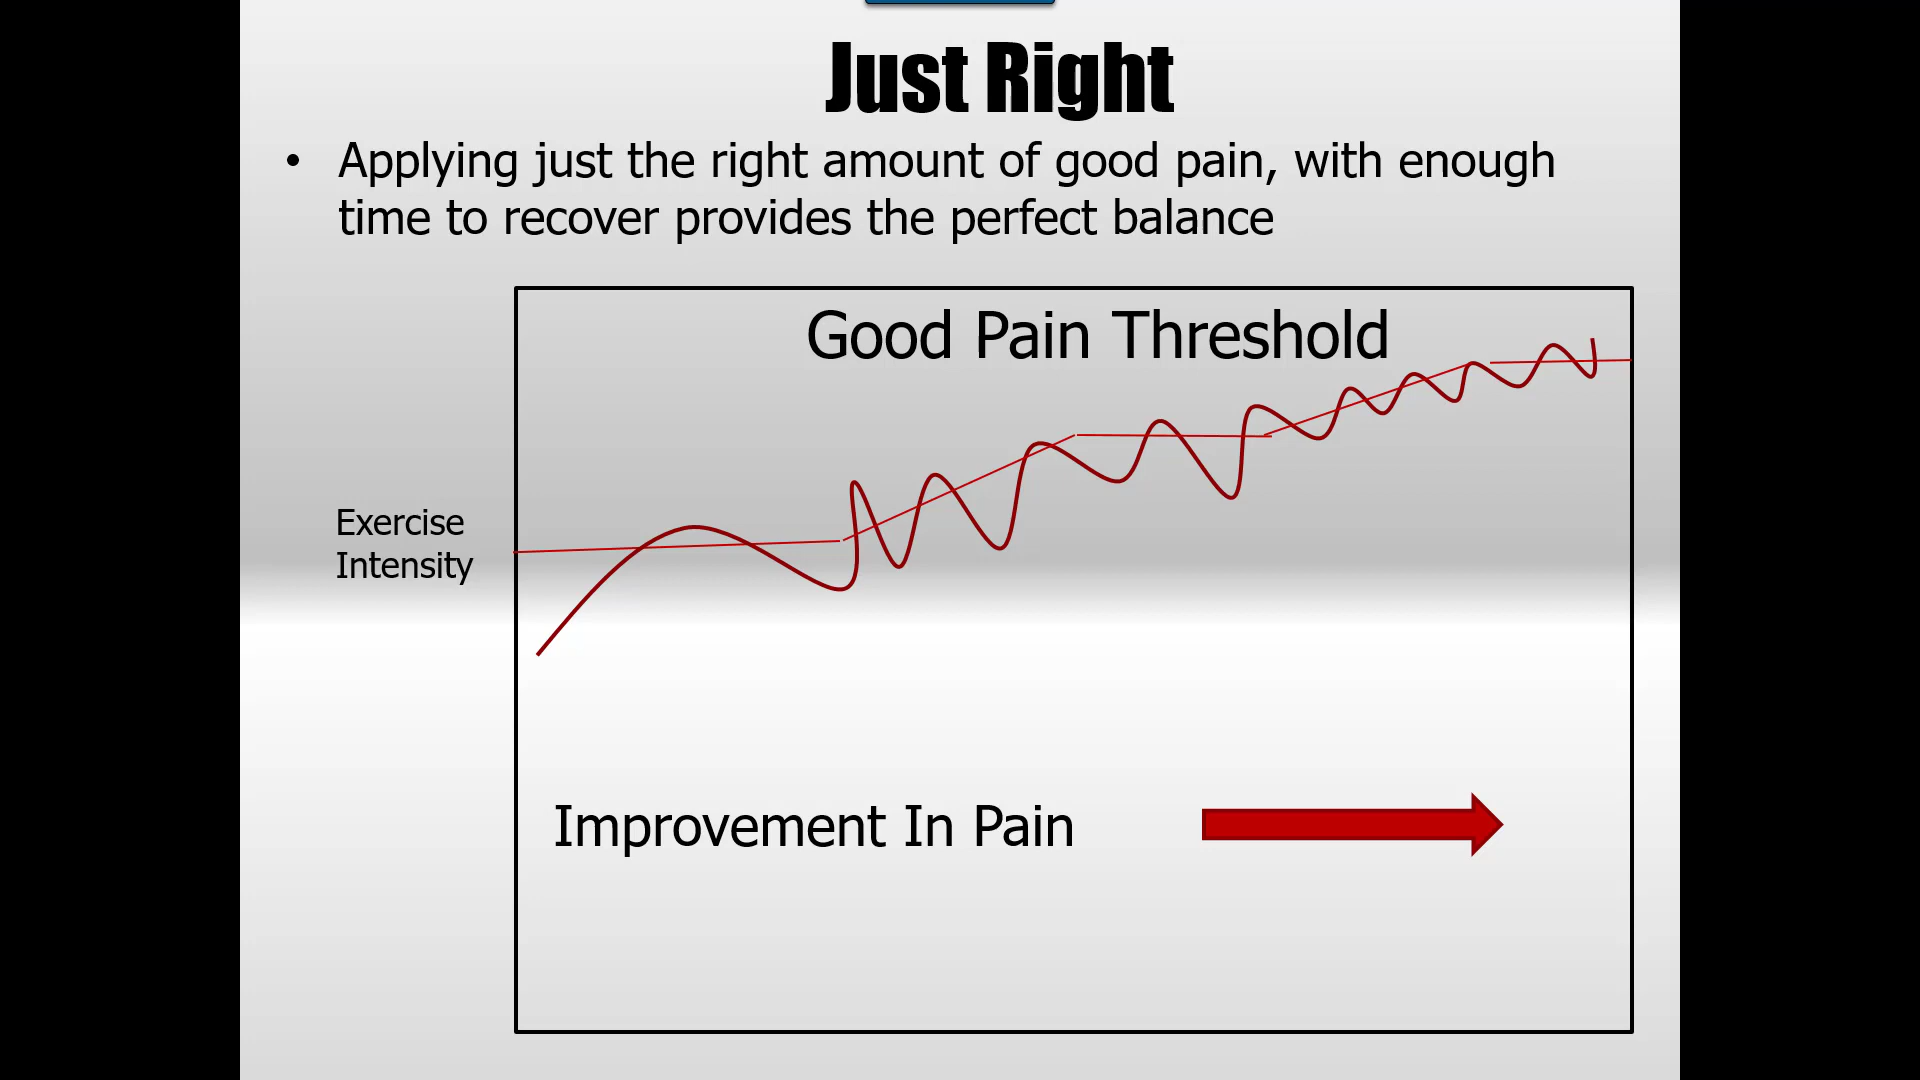 Just Right
• Applying just the right amount of good pain, with enough
time to recover provides the perfect balance
Good Pain Threshold
Exercise
Intensity
Improvement In Pain